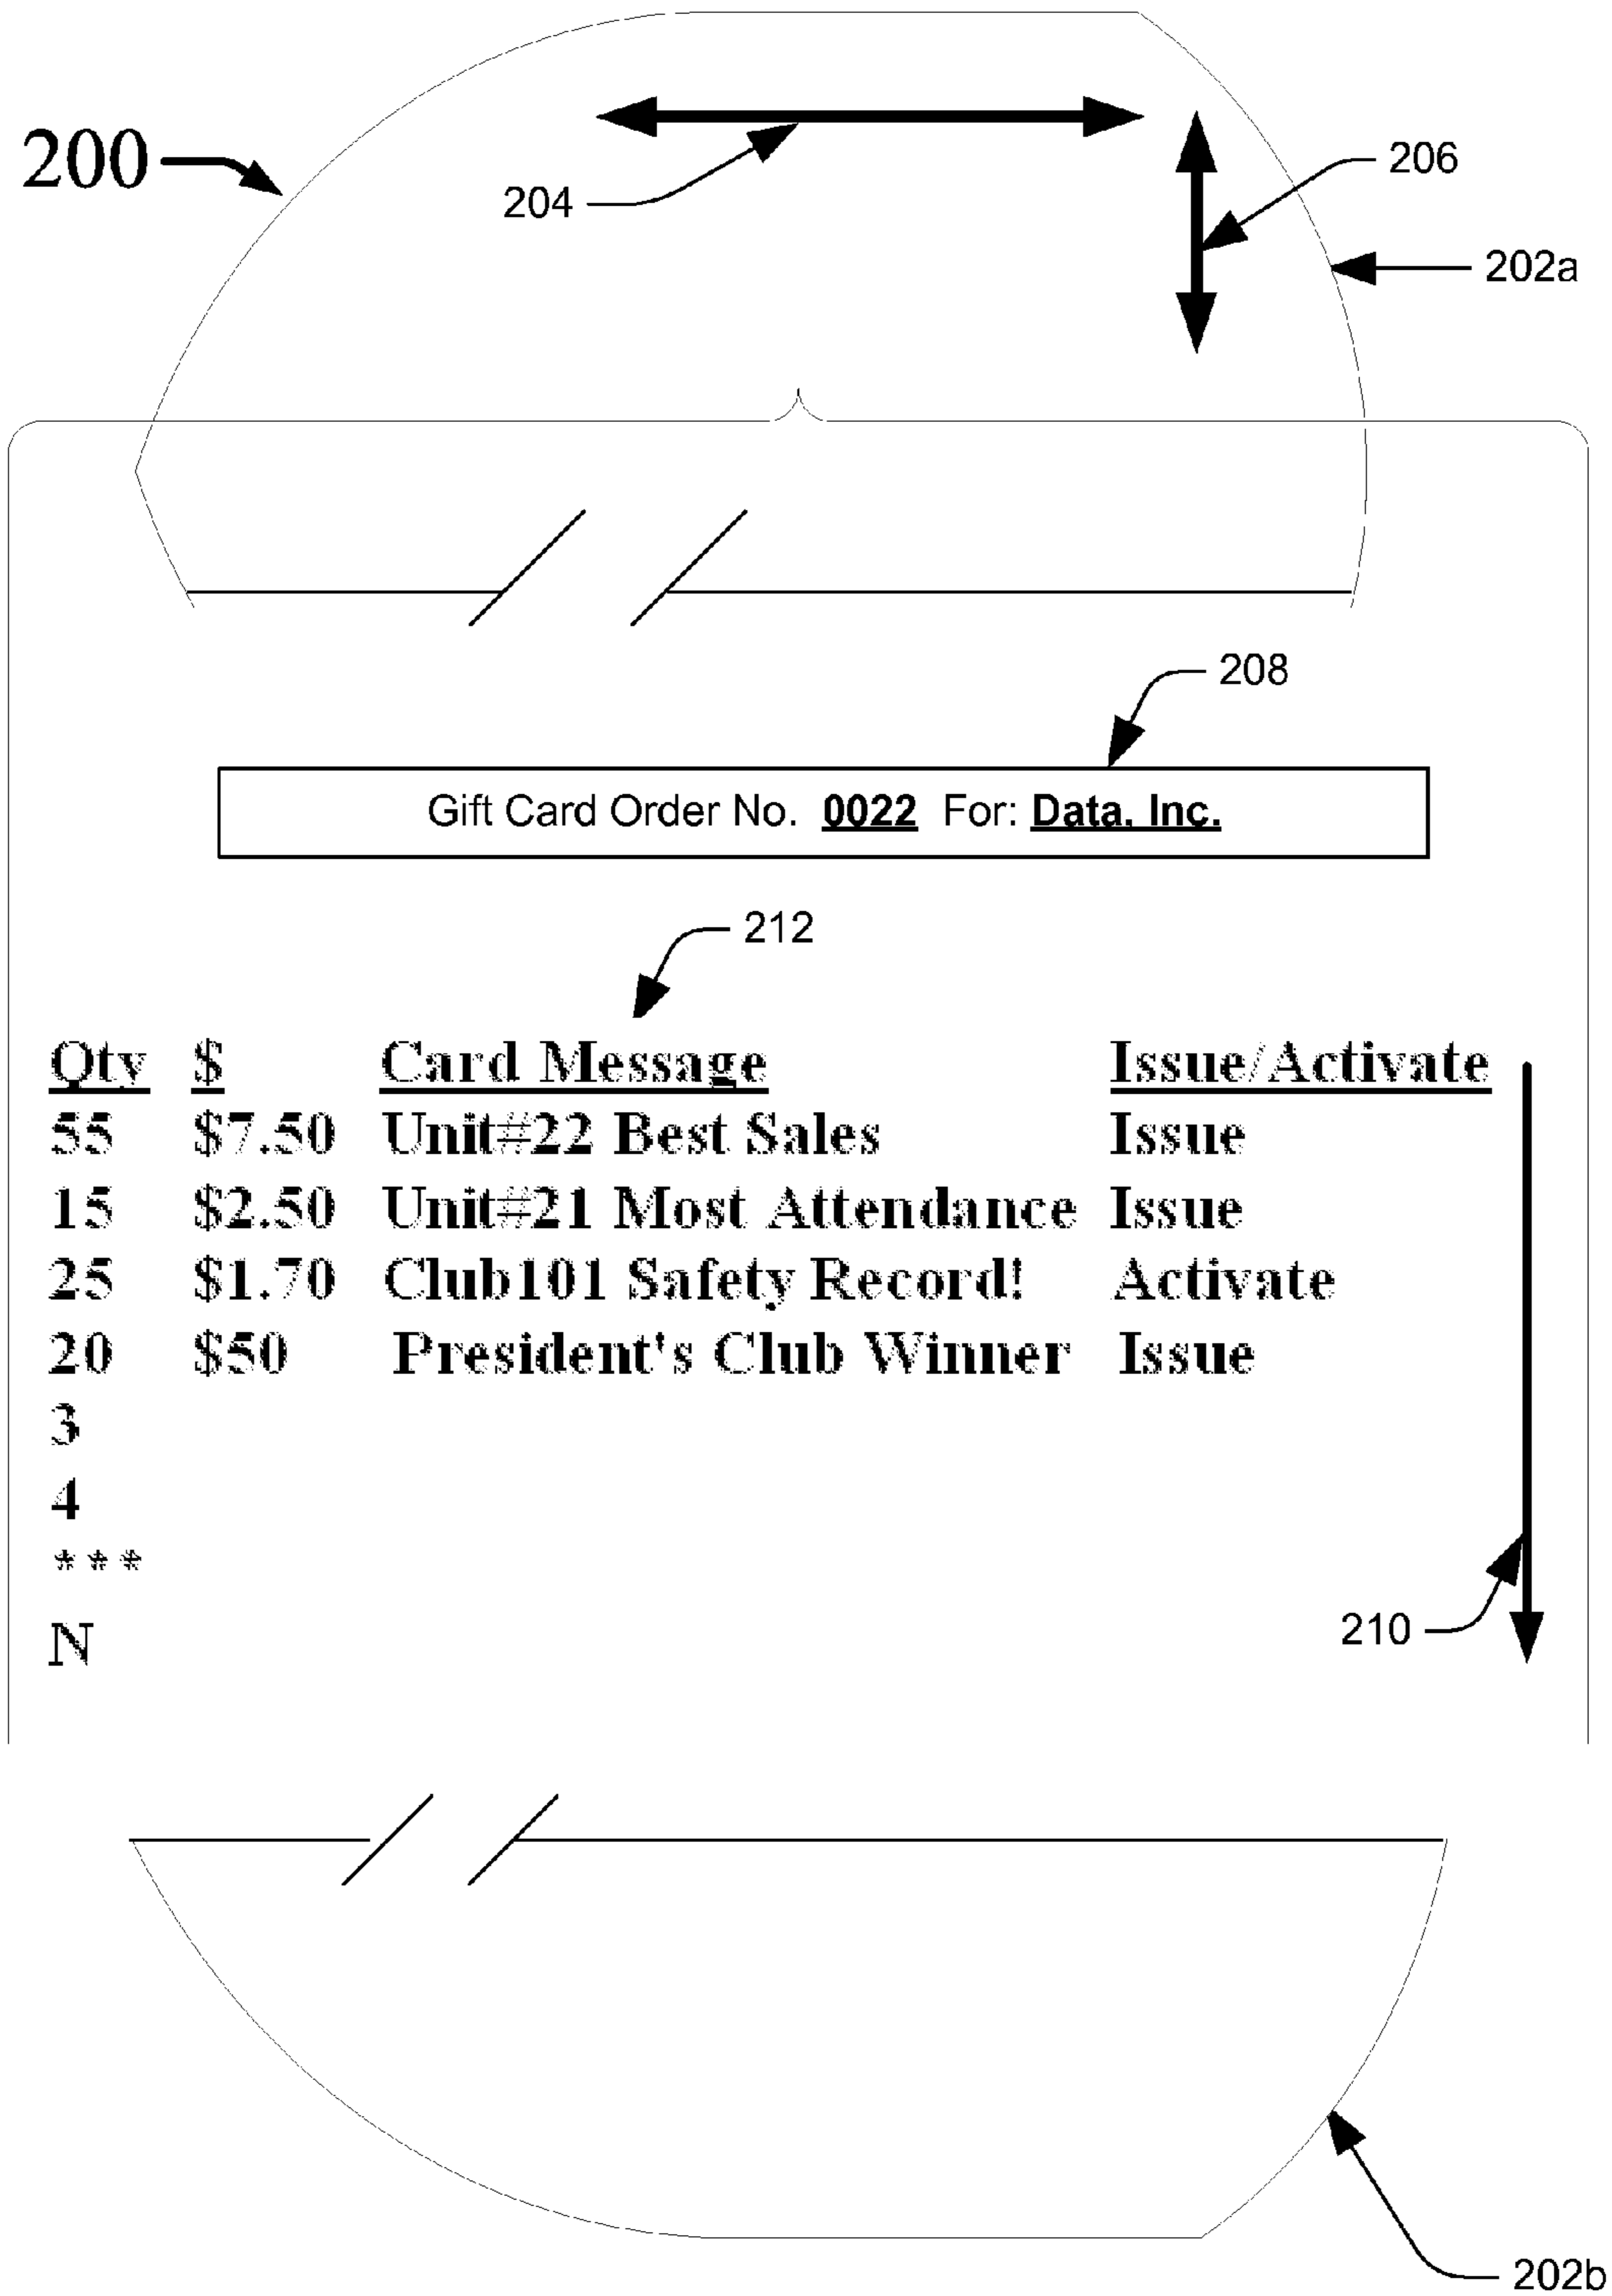 200
204
206
202a
208
Gift Card Order No. 0022 For: Data, Inc.
212
Qty $ Card Message Issue/Activate
55 $7.50 Unit#22 Best Sales Issue
15 $2.50 Unit#21 Most Attendance Issue
25 $1.70 Club101 Safety Record! Activate
20 $50 President's Club Winner Issue
3
4
***
210
N
202b